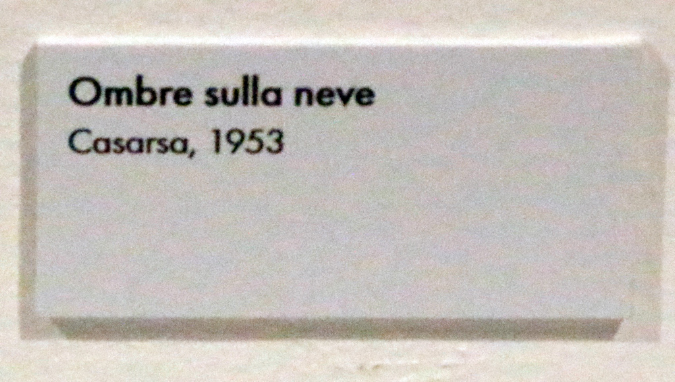 Ombre sulla neve
Casarsa, 1953